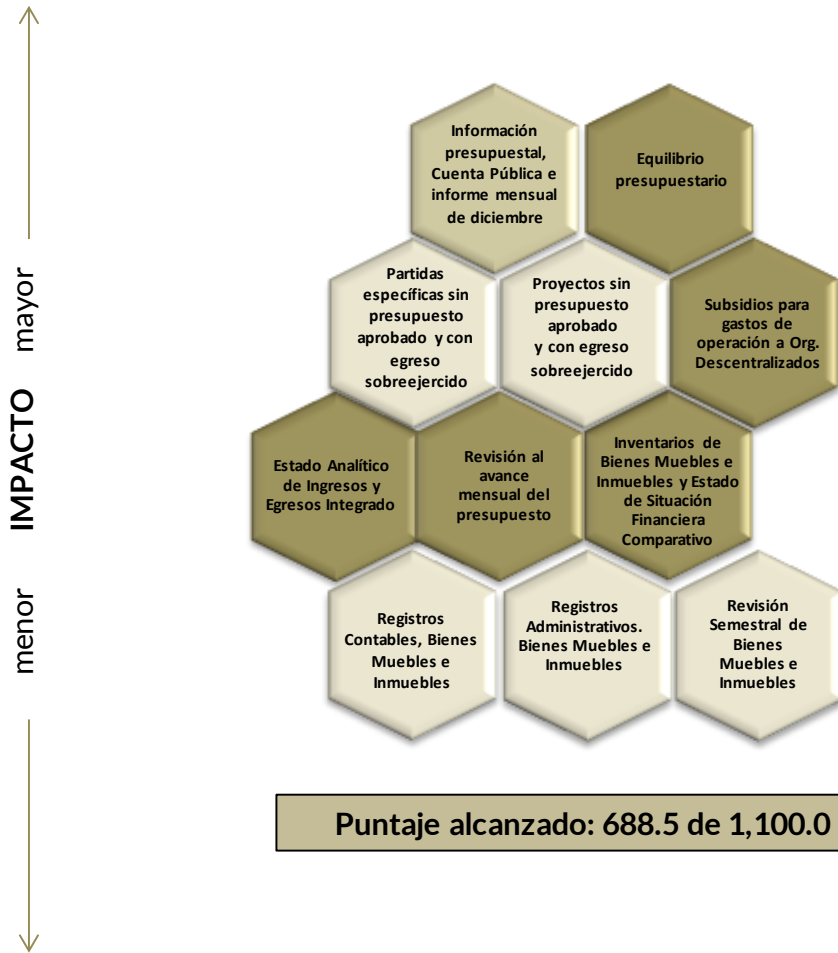 mayor
IMPACTO
menor
Información
presupuestal,
Cuenta Pública e
informe mensual
de diciembre
Equilibrio
presupuestario
Partidas
específicas sin
presupuesto
aprobado y con
egreso
sobreejercido
Proyectos sin
presupuesto
aprobado
y con egreso
sobreejercido
Subsidios para
gastos de
operación a Org.
Descentralizados
Estado Analítico
de Ingresos y
Egresos Integrado
Revisión al
avance
mensual del
presupuesto
Inventarios de
Bienes Muebles e
Inmuebles y Estado
de Situación
Financiera
Comparativo
Registros
Contables, Bienes
Muebles e
Inmuebles
Registros
Administrativos.
Bienes Muebles e
Inmuebles
Revisión
Semestral de
Bienes
Muebles e
Inmuebles
Puntaje alcanzado: 688.5 de 1,100.0